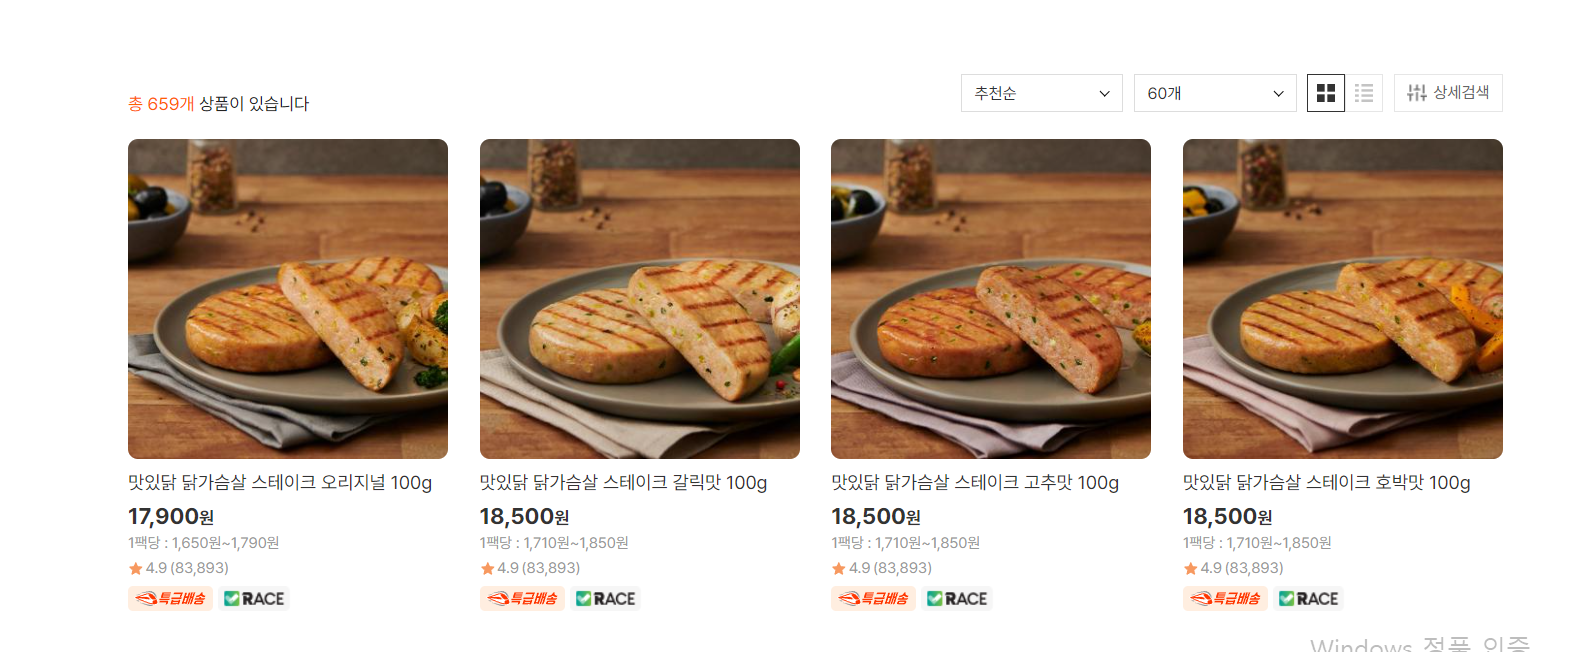 총 659개 상품이 있습니다
추천순
60개
상세검색
맛있닭 닭가슴살 스테이크 오리지널 100g
17,900원
1팩당 : 1,650원~1,790원
4.9 (83,893)
특급배송 RACE
맛있닭 닭가슴살 스테이크 갈릭맛 100g
18,500원
1팩당 : 1,710원~1,850원
4.9 (83,893)
특급배송 RACE
맛있닭 닭가슴살 스테이크 고추맛 100g
18,500원
1팩당 : 1,710원~1,850원
4.9 (83,893)
특급배송 RACE
맛있닭 닭가슴살 스테이크 호박맛 100g
18,500원
1팩당 : 1,710원~1,850원
4.9 (83,893)
특급배송 RACE
Windows 정품 인증